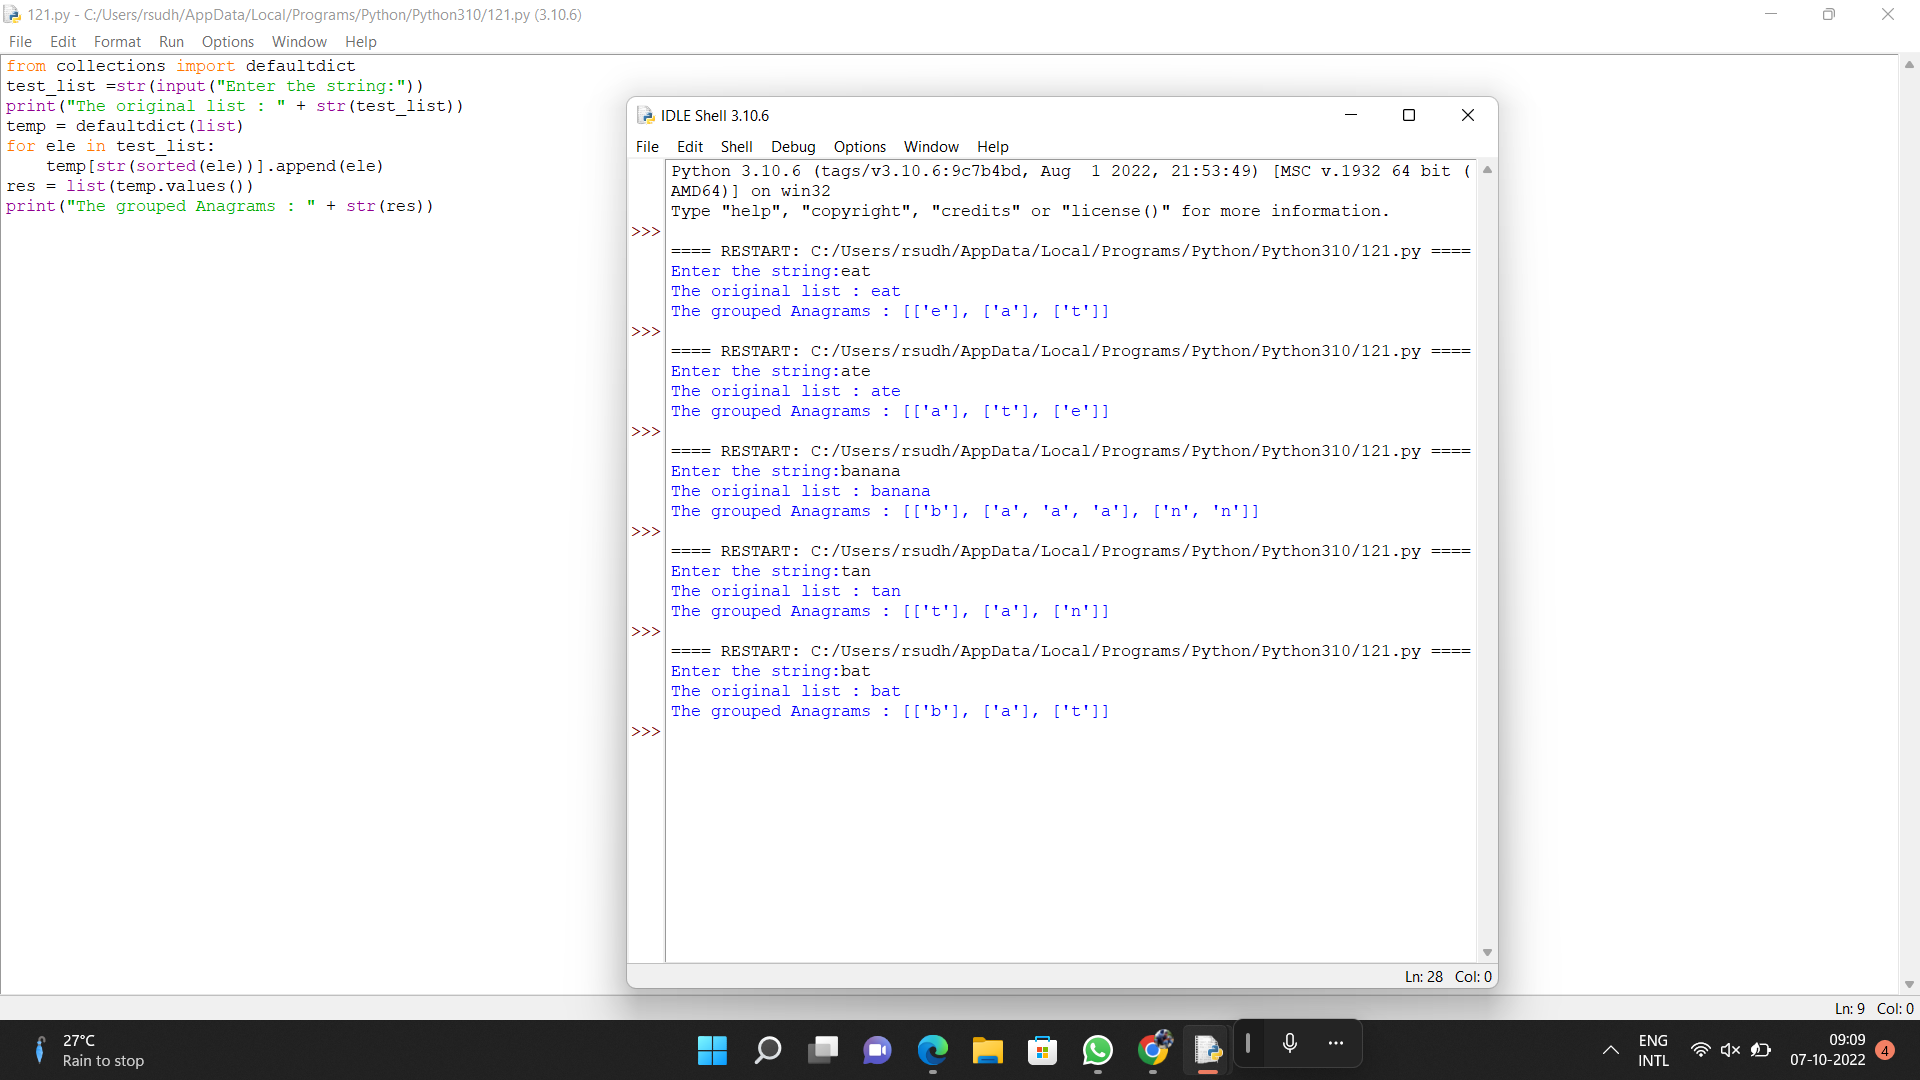 121.py - C:/Users/rsudh/AppData/Local/Programs/Python/Python310/121.py (3.10.6)
File Edit Format Run Options Window Help
from collections import defaultdict
test_list =str(input("Enter the string:"))
print("The original list : " + str(test_list))
temp = defaultdict(list)
for ele in test_list:
    temp[str(sorted(ele))].append(ele)
res = list(temp.values())
print("The grouped Anagrams : " + str(res))
IDLE Shell 3.10.6
File Edit Shell Debug Options Window Help
Python 3.10.6 (tags/v3.10.6:9c7b4bd, Aug  1 2022, 21:53:49) [MSC v.1932 64 bit (
AMD64)] on win32
Type "help", "copyright", "credits" or "license()" for more information.
>>>
==== RESTART: C:/Users/rsudh/AppData/Local/Programs/Python/Python310/121.py ====
Enter the string:eat
The original list : eat
The grouped Anagrams : [['e'], ['a'], ['t']]
>>>
==== RESTART: C:/Users/rsudh/AppData/Local/Programs/Python/Python310/121.py ====
Enter the string:ate
The original list : ate
The grouped Anagrams : [['a'], ['t'], ['e']]
>>>
==== RESTART: C:/Users/rsudh/AppData/Local/Programs/Python/Python310/121.py ====
Enter the string:banana
The original list : banana
The grouped Anagrams : [['b'], ['a', 'a', 'a'], ['n', 'n']]
>>>
==== RESTART: C:/Users/rsudh/AppData/Local/Programs/Python/Python310/121.py ====
Enter the string:tan
The original list : tan
The grouped Anagrams : [['t'], ['a'], ['n']]
>>>
==== RESTART: C:/Users/rsudh/AppData/Local/Programs/Python/Python310/121.py ====
Enter the string:bat
The original list : bat
The grouped Anagrams : [['b'], ['a'], ['t']]
>>>
Ln: 28 Col: 0
Ln: 9 Col: 0
27°C
Rain to stop
ENG
INTL
09:09
07-10-2022
4